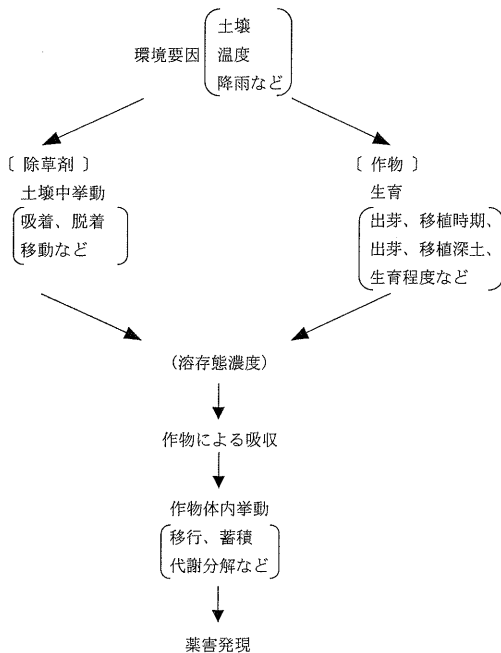 土壌
環境要因 温度
降雨など
〔 除草剤 〕
土壌中挙動
吸着、脱着
移動など
〔 作物 〕
生育
出芽、移植時期、
出芽、移植深土、
生育程度など
(溶存態濃度)
作物による吸収
作物体内挙動
移行、蓄積
代謝分解など
薬害発現